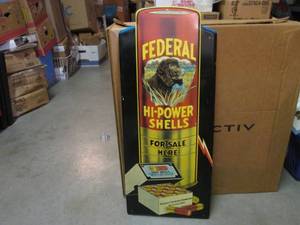 FEDERAL
HI-POWER
SHELLS
FOR SALE
HERE
CTIV